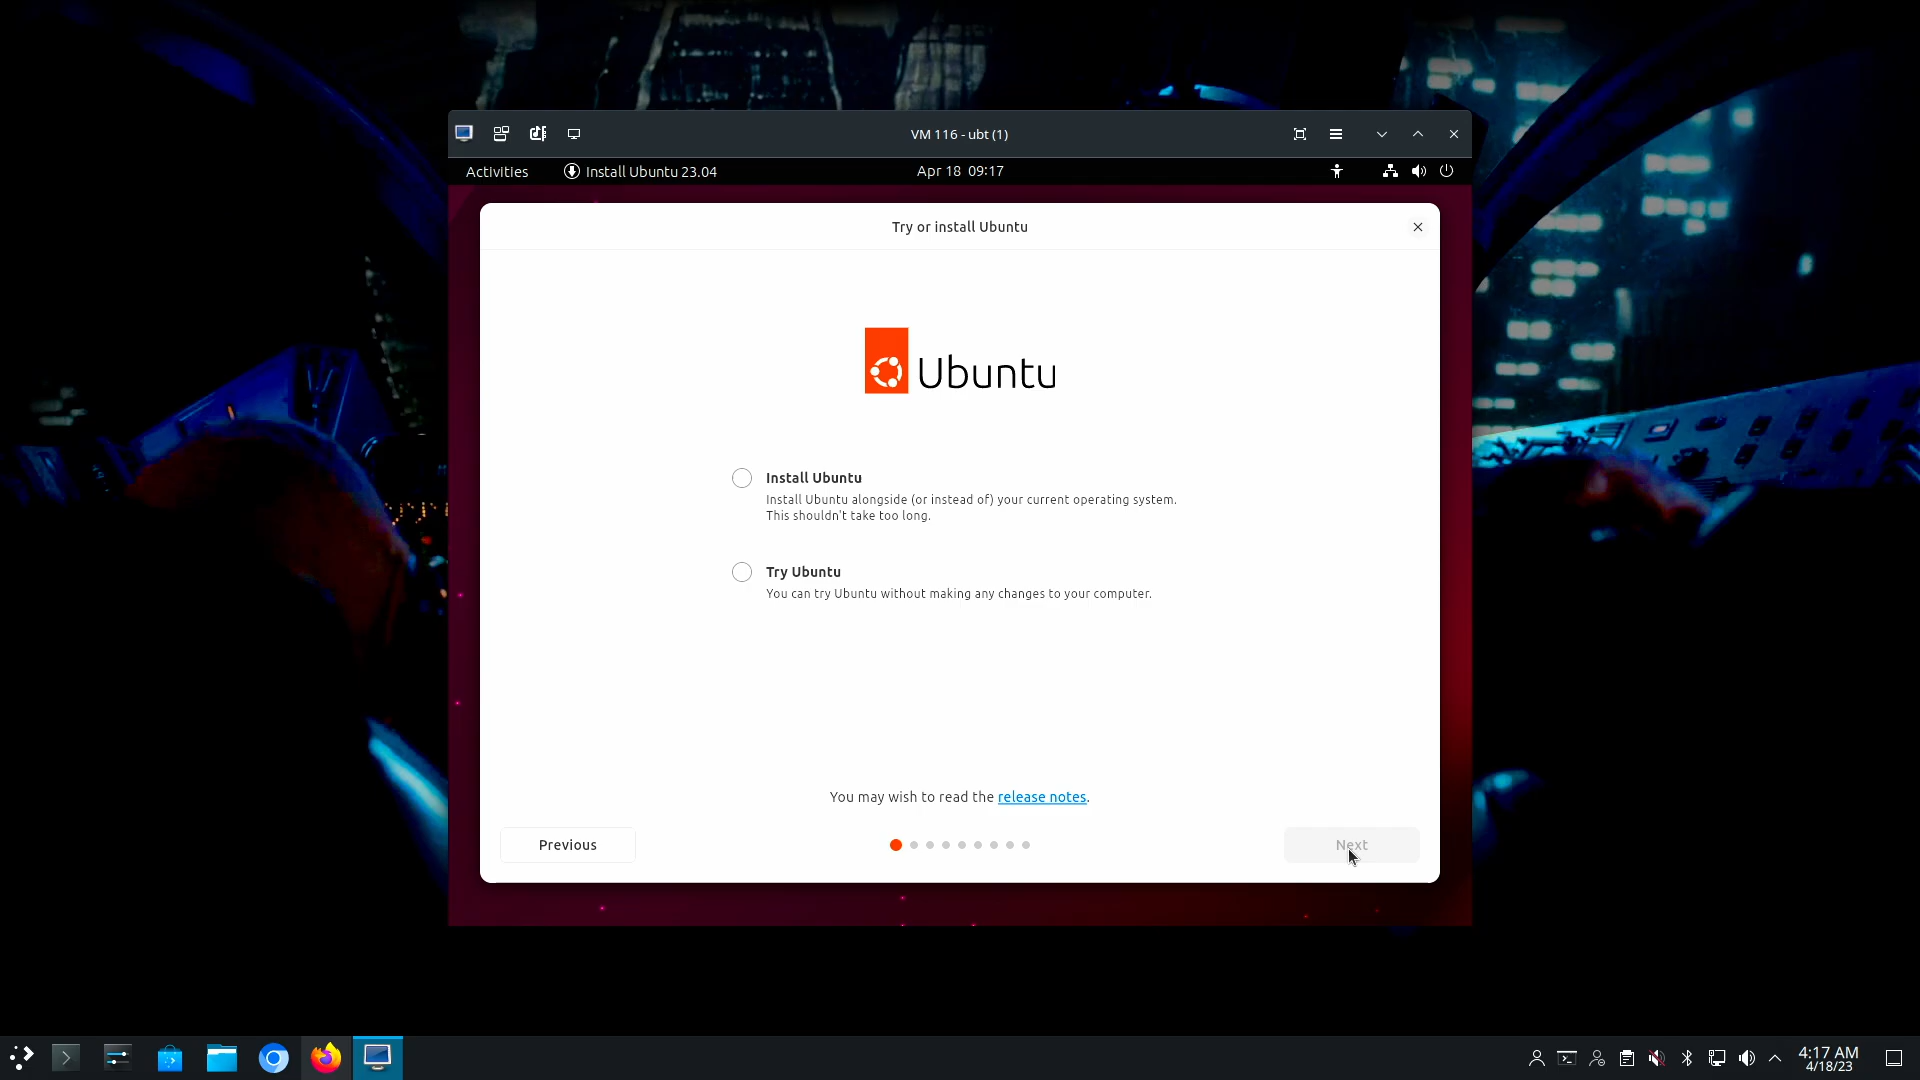 VM 116 - ubt (1)
Activities
Install Ubuntu 23.04
Apr 18 09:17
Try or install Ubuntu
Ubuntu
Install Ubuntu
Install Ubuntu alongside (or instead of) your current operating system.
This shouldn't take too long.
Try Ubuntu
You can try Ubuntu without making any changes to your computer.
You may wish to read the release notes.
Previous
Next
4:17 AM
4/18/23